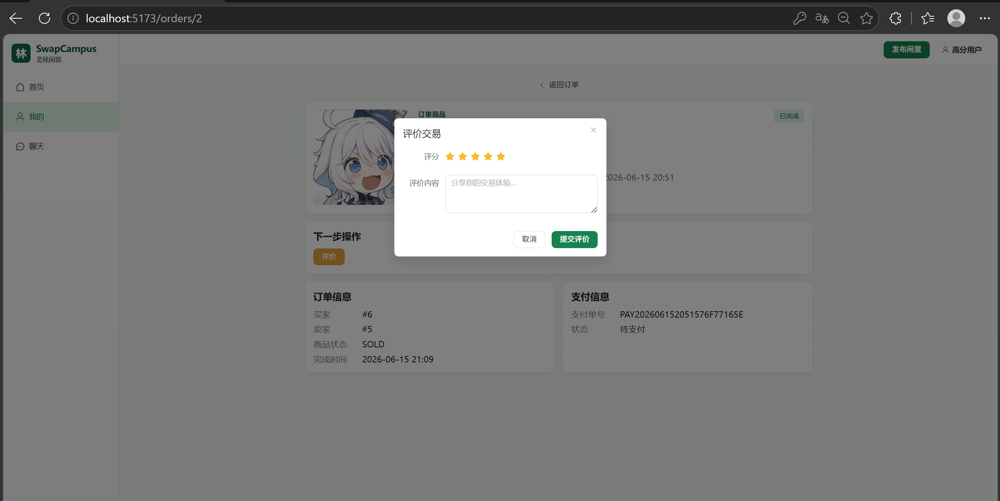 localhost:5173/orders/2
林
SwapCampus
北林闲置
发布闲置
高分用户
首页
我的
聊天
返回订单
订单商品
已完成
评价交易
评分
评价内容
分享你的交易体验...
取消
提交评价
2026-06-15 20:51
下一步操作
评价
订单信息
买家 #6
卖家 #5
商品状态 SOLD
完成时间 2026-06-15 21:09
支付信息
支付单号 PAY202606152051576F77165E
状态 待支付